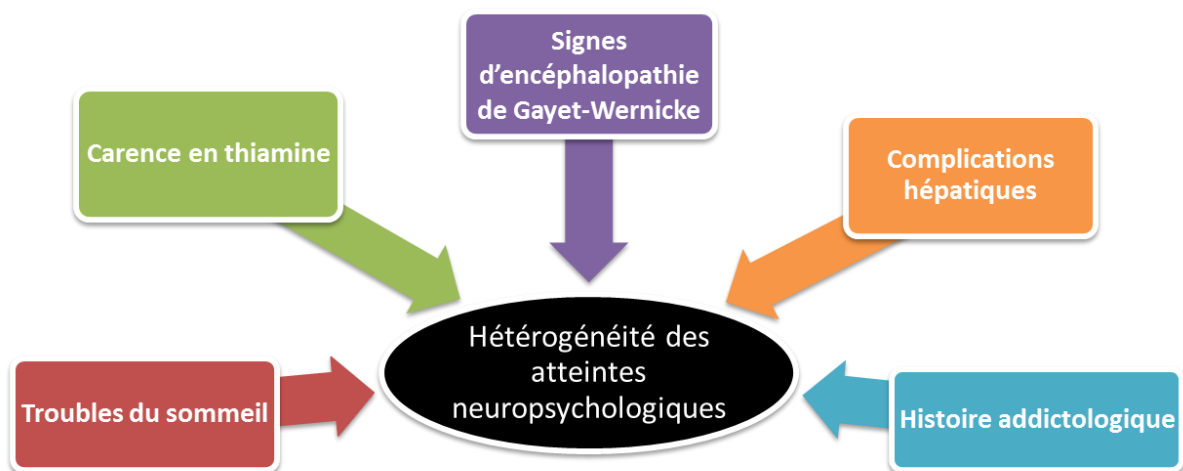 Signes
d'encéphalopathie
de Gayet-Wernicke
Carence en thiamine
Complications
hépatiques
Hétérogénéité des
atteintes
neuropsychologiques
Troubles du sommeil
Histoire addictologique